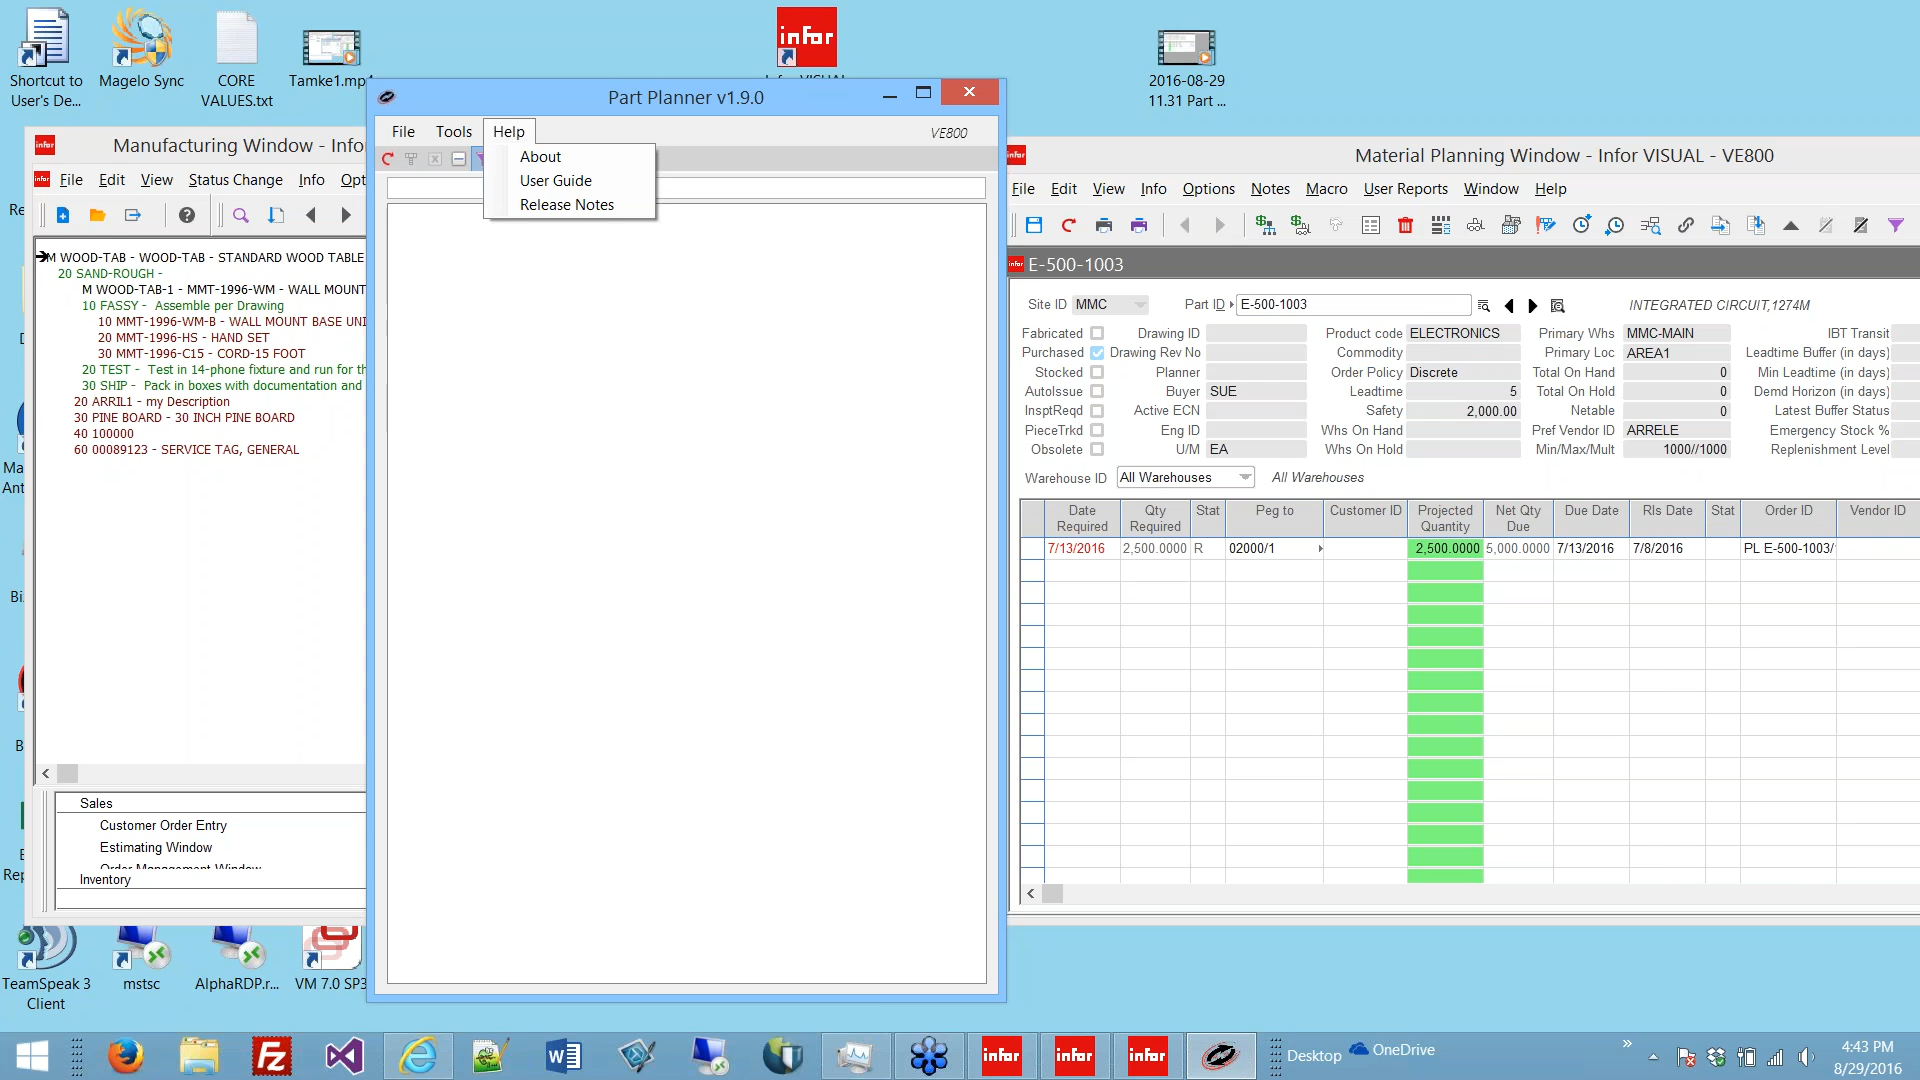 Shortcut to
User's De...
Magelo Sync
CORE
VALUES.txt
Tamke1.mp4
infor
2016-08-29
11.31 Part ...
Part Planner v1.9.0
File Tools Help
VE800
About
User Guide
Release Notes
infor
Manufacturing Window - Info
infor
File Edit View Status Change Info Opt
M WOOD-TAB - WOOD-TAB - STANDARD WOOD TABLE
20 SAND-ROUGH -
M WOOD-TAB-1 - MMT-1996-WM - WALL MOUNT
10 FASSY - Assemble per Drawing
10 MMT-1996-WM-B - WALL MOUNT BASE UNI
20 MMT-1996-HS - HAND SET
30 MMT-1996-C15 - CORD-15 FOOT
20 TEST - Test in 14-phone fixture and run for th
30 SHIP - Pack in boxes with documentation and
20 ARRIL1 - my Description
30 PINE BOARD - 30 INCH PINE BOARD
40 100000
60 00089123 - SERVICE TAG, GENERAL
Sales
Customer Order Entry
Estimating Window
Order Management Window
Inventory
infor
Material Planning Window - Infor VISUAL - VE800
File Edit View Info Options Notes Macro User Reports Window Help
infor
E-500-1003
Site ID MMC Part ID E-500-1003 INTEGRATED CIRCUIT,1274M
Fabricated Drawing ID Product code ELECTRONICS Primary Whs MMC-MAIN IBT Transit
Purchased Drawing Rev No Commodity Primary Loc AREA1 Leadtime Buffer (in days)
Stocked Planner Order Policy Discrete Total On Hand 0 Min Leadtime (in days)
AutoIssue Buyer SUE Leadtime 5 Total On Hold 0 Demd Horizon (in days)
InsptReqd Active ECN Safety 2,000.00 Netable 0 Latest Buffer Status
PieceTrkd Eng ID Whs On Hand Pref Vendor ID ARRELE Emergency Stock %
Obsolete U/M EA Whs On Hold Min/Max/Mult 1000//1000 Replenishment Level
Warehouse ID All Warehouses All Warehouses
Date Required Qty Required Stat Peg to Customer ID Projected Quantity Net Qty Due Due Date Rls Date Stat Order ID Vendor ID
7/13/2016 2,500.0000 R 02000/1 2,500.0000 5,000.0000 7/13/2016 7/8/2016 PL E-500-1003/
TeamSpeak 3
Client
mstsc
AlphaRDP.r...
VM 7.0 SP3
infor
infor
infor
Desktop
OneDrive
4:43 PM
8/29/2016